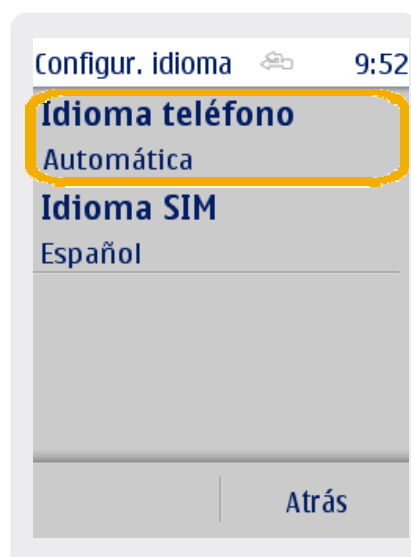 Configur. idioma 9:52
Idioma teléfono
Automática
Idioma SIM
Español
Atrás